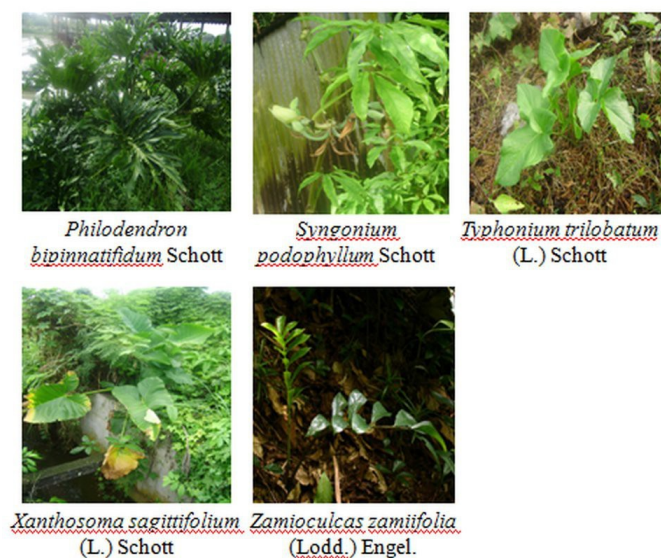 Philodendron
bipinnatifidum Schott
Syngonium
podophyllum Schott
Typhonium trilobatum
(L.) Schott
Xanthosoma sagittifolium
(L.) Schott
Zamioculcas zamiifolia
(Lodd.) Engel.